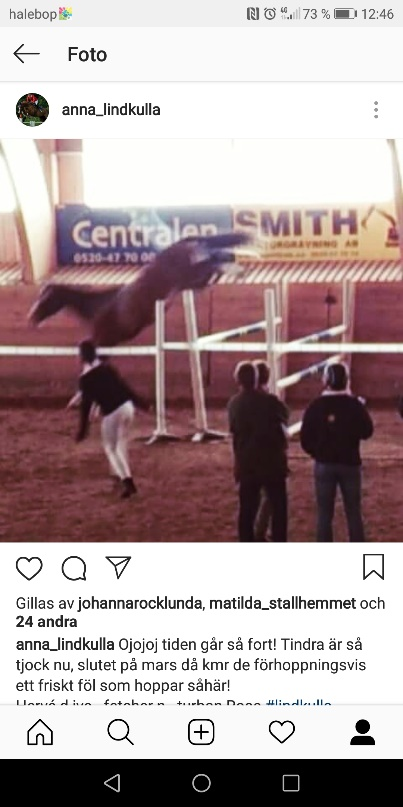 halebop 4G 73 % 12:46
Foto
anna_lindkulla
Centralen
SMITH
0520-47 70 00
Gillas av johannarocklunda, matilda_stallhemmet och
24 andra
anna_lindkulla Ojojoj tiden går så fort! Tindra är så
tjock nu, slutet på mars då kmr de förhoppningsvis
ett friskt föl som hoppar såhär!
#lindkulla